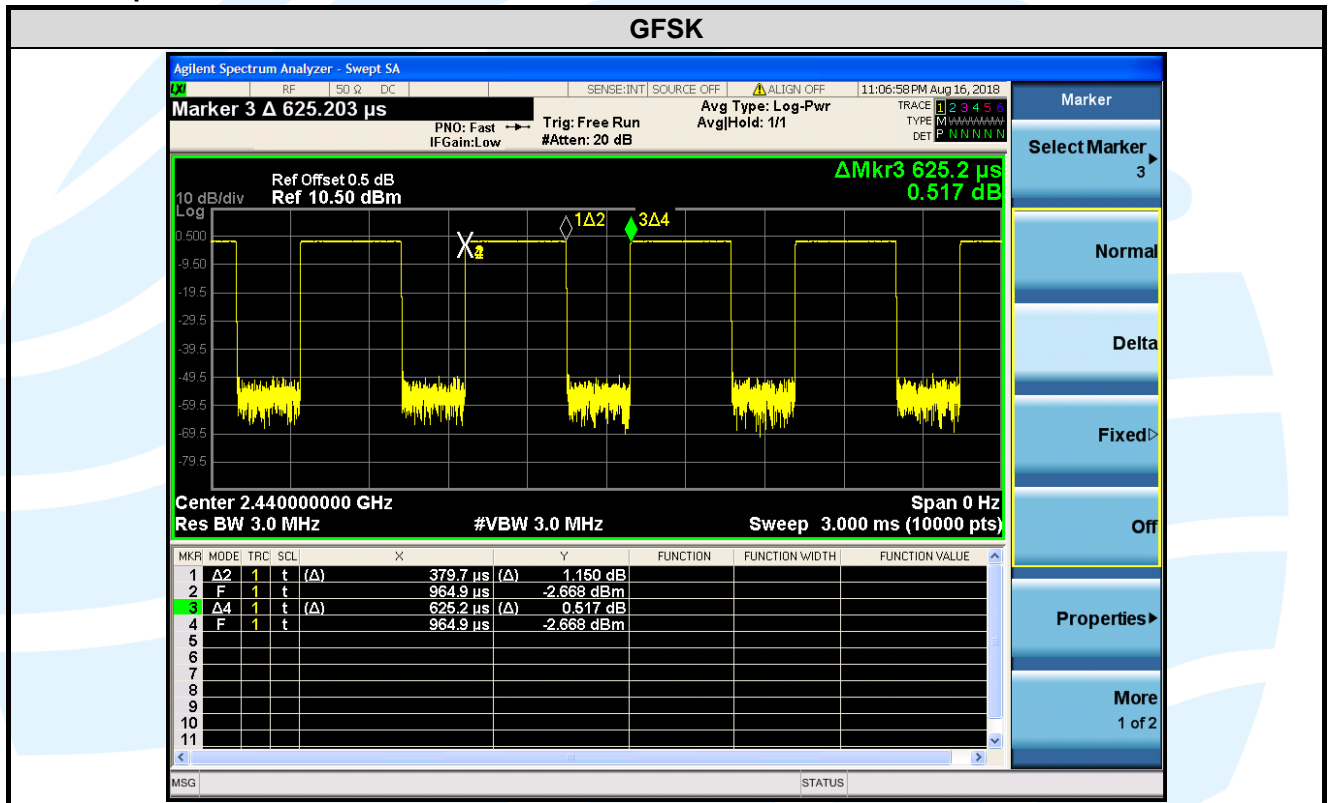 GFSK
Agilent Spectrum Analyzer - Swept SA
LXI RF 50 Ω DC SENSE:INT SOURCE OFF ALIGN OFF 11:06:58 PM Aug 16, 2018
Marker 3 Δ 625.203 µs
PNO: Fast
IFGain:Low
Trig: Free Run
#Atten: 20 dB
Avg Type: Log-Pwr
Avg|Hold: 1/1
TRACE 1 2 3 4 5 6
TYPE M WWWWW
DET P N N N N N
ΔMkr3 625.2 µs
0.517 dB
Ref Offset 0.5 dB
10 dB/div Ref 10.50 dBm
Log
1Δ2 3Δ4
0.500
-9.50
-19.5
-29.5
-39.5
-49.5
-59.5
-69.5
-79.5
Center 2.440000000 GHz Span 0 Hz
Res BW 3.0 MHz #VBW 3.0 MHz Sweep 3.000 ms (10000 pts)
MKR MODE TRC SCL X Y FUNCTION FUNCTION WIDTH FUNCTION VALUE
1 Δ2 1 t (Δ) 379.7 µs (Δ) 1.150 dB
2 F 1 t 964.9 µs -2.668 dBm
3 Δ4 1 t (Δ) 625.2 µs (Δ) 0.517 dB
4 F 1 t 964.9 µs -2.668 dBm
5
6
7
8
9
10
11
MSG STATUS
Marker
Select Marker
3
Normal
Delta
Fixed
Off
Properties
More
1 of 2